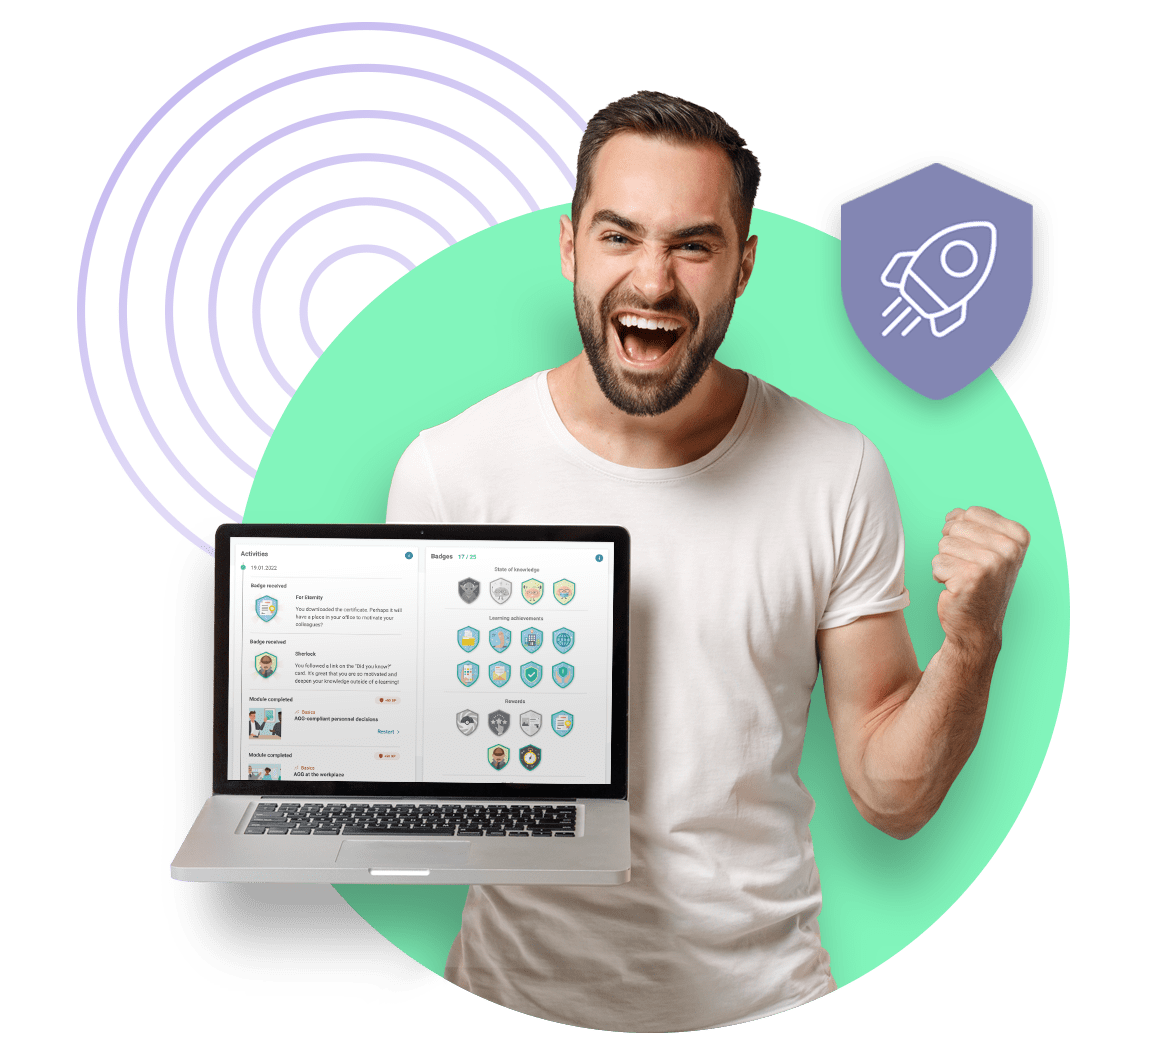 Activities
19.01.2022
Badge received
For Eternity
You downloaded the certificate. Perhaps it will
have a place in your office to motivate your
colleagues?
Badge received
Sherlock
You followed a link on the "Did you know?"
card. It's great that you are so motivated and
deepen your knowledge outside of e-learning!
Module completed
Basics
AGG-compliant personnel decisions
Restart >
Module completed
Basics
AGG at the workplace
Badges 17 / 25
State of knowledge
Learning achievements
Rewards